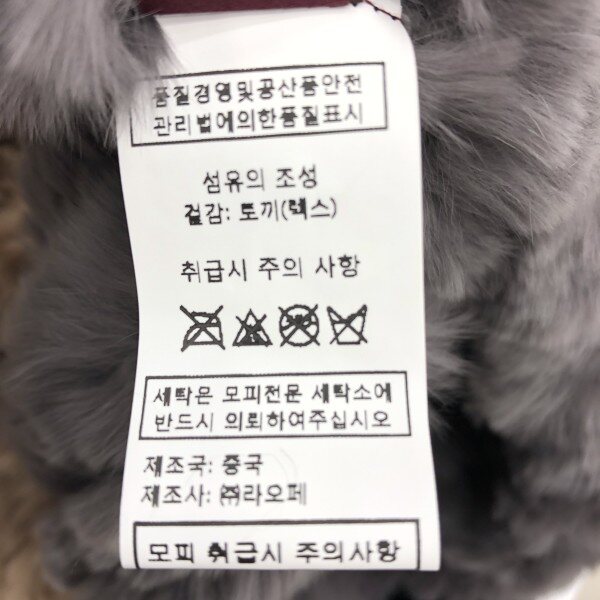 품질경영및공산품안전
관리법에의한품질표시
섬유의 조성
겉감: 토끼(렉스)
취급시 주의 사항
세탁은 모피전문 세탁소에
반드시 의뢰하여주십시오
제조국: 중국
제조사: ㈜라오페
모피 취급시 주의사항